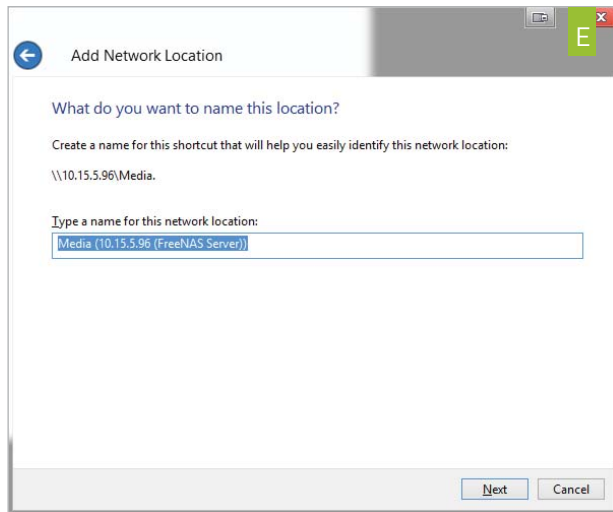 E
Add Network Location
What do you want to name this location?
Create a name for this shortcut that will help you easily identify this network location:
\\10.15.5.96\Media.
Type a name for this network location:
Media (10.15.5.96 (FreeNAS Server))
Next
Cancel